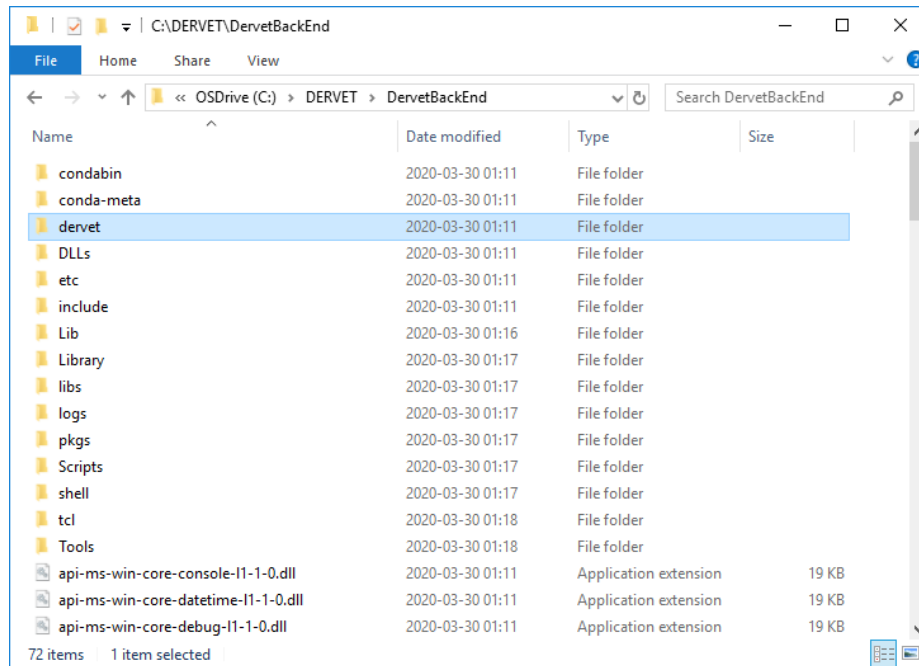 C:\DERVET\DervetBackEnd
File Home Share View
« OSDrive (C:) > DERVET > DervetBackEnd Search DervetBackEnd
Name Date modified Type Size
condabin 2020-03-30 01:11 File folder
conda-meta 2020-03-30 01:11 File folder
dervet 2020-03-30 01:11 File folder
DLLs 2020-03-30 01:11 File folder
etc 2020-03-30 01:11 File folder
include 2020-03-30 01:11 File folder
Lib 2020-03-30 01:16 File folder
Library 2020-03-30 01:17 File folder
libs 2020-03-30 01:17 File folder
logs 2020-03-30 01:17 File folder
pkgs 2020-03-30 01:17 File folder
Scripts 2020-03-30 01:17 File folder
shell 2020-03-30 01:17 File folder
tcl 2020-03-30 01:18 File folder
Tools 2020-03-30 01:18 File folder
api-ms-win-core-console-l1-1-0.dll 2020-03-30 01:11 Application extension 19 KB
api-ms-win-core-datetime-l1-1-0.dll 2020-03-30 01:11 Application extension 19 KB
api-ms-win-core-debug-l1-1-0.dll 2020-03-30 01:11 Application extension 19 KB
72 items 1 item selected